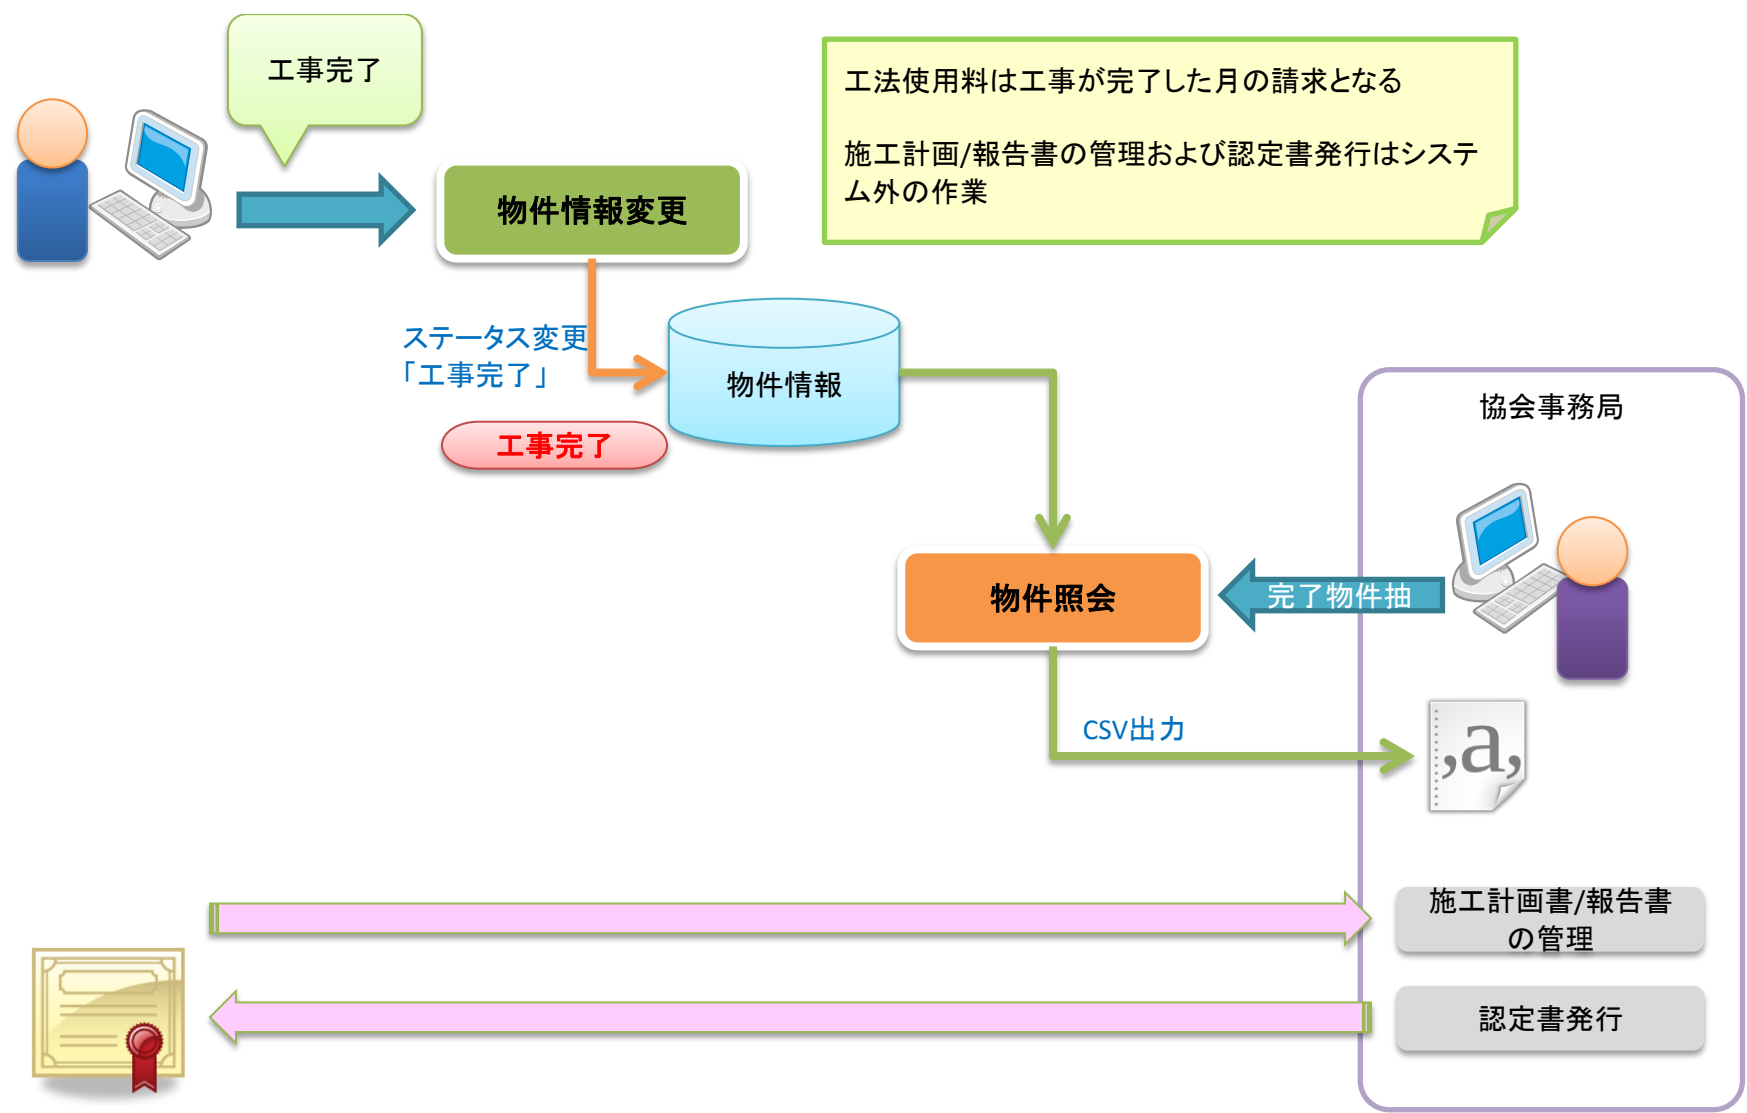 工事完了
工法使用料は工事が完了した月の請求となる
施工計画/報告書の管理および認定書発行はシステ
ム外の作業
物件情報変更
ステータス変更
「工事完了」
物件情報
工事完了
協会事務局
物件照会
完了物件抽
CSV出力
,a,
施工計画書/報告書
の管理
認定書発行